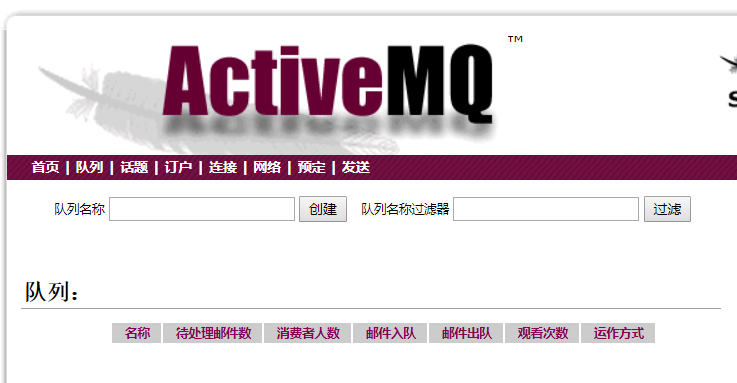 ActiveMQ™
S
首页 | 队列 | 话题 | 订户 | 连接 | 网络 | 预定 | 发送
队列名称 创建 队列名称过滤器 过滤
队列：
名称 待处理邮件数 消费者人数 邮件入队 邮件出队 观看次数 运作方式